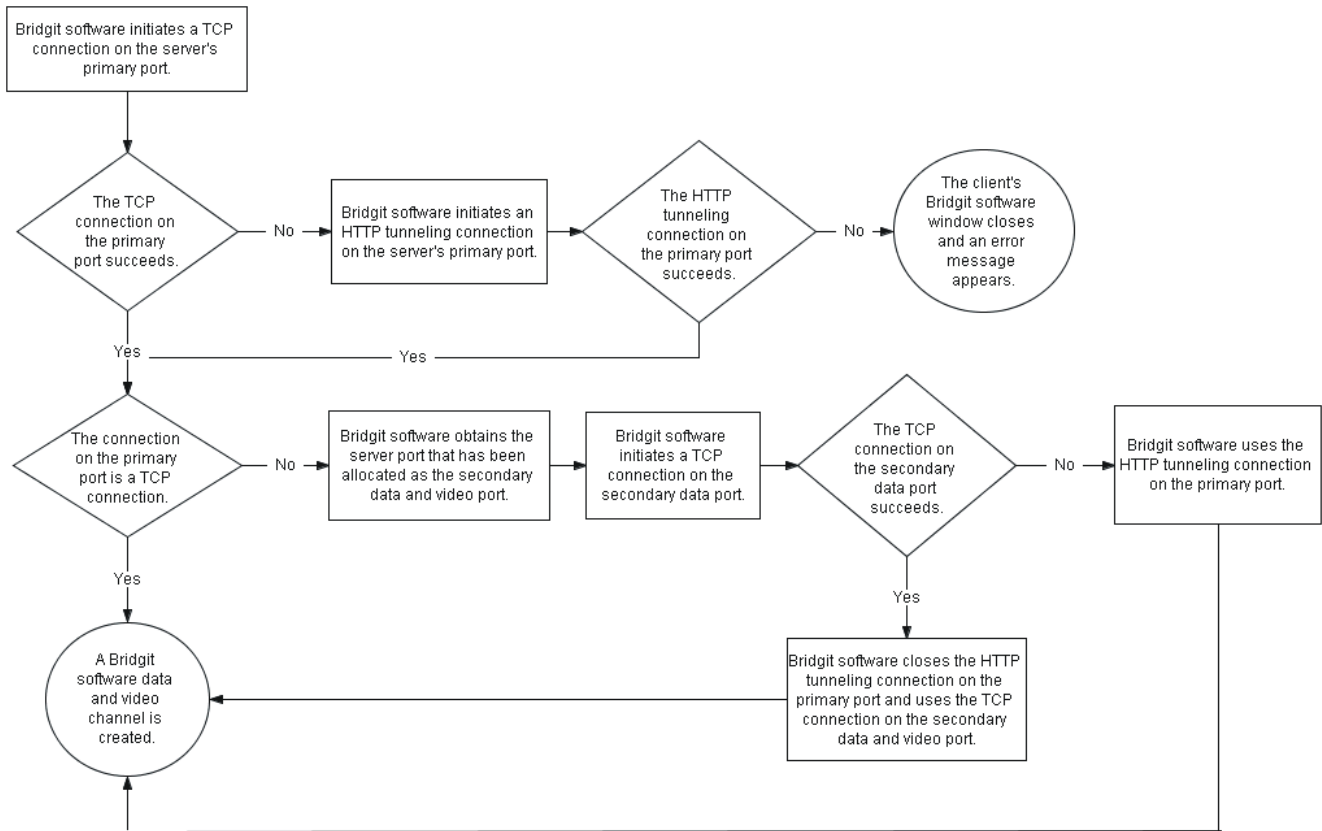 Bridgit software initiates a TCP
connection on the server's
primary port.
The TCP
connection on
the primary
port succeeds.
No
Bridgit software initiates an
HTTP tunneling connection
on the server's primary port.
The HTTP
tunneling
connection on
the primary port
succeeds.
No
The client's
Bridgit software
window closes
and an error
message
appears.
Yes
Yes
The connection
on the primary
port is a TCP
connection.
No
Bridgit software obtains the
server port that has been
allocated as the secondary
data and video port.
Bridgit software
initiates a TCP
connection on the
secondary data port.
The TCP
connection on
the secondary
data port
succeeds.
No
Bridgit software uses the
HTTP tunneling connection
on the primary port.
Yes
Yes
A Bridgit
software data
and video
channel is
created.
Bridgit software closes the HTTP
tunneling connection on the
primary port and uses the TCP
connection on the secondary
data and video port.